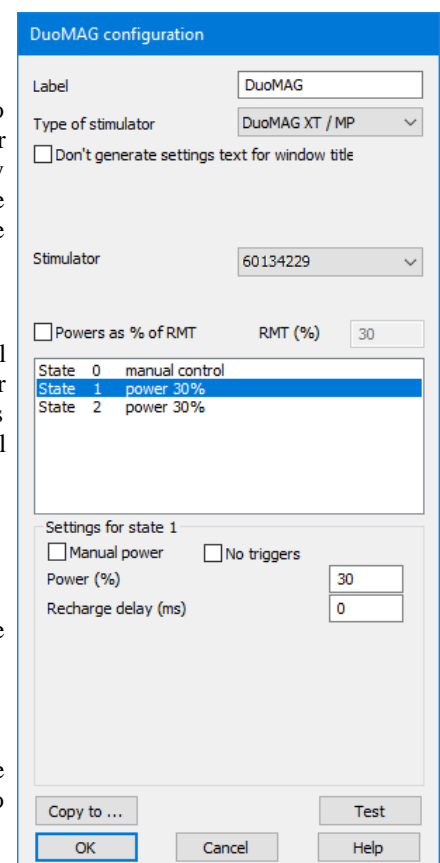 DuoMAG configuration
Label DuoMAG
Type of stimulator DuoMAG XT / MP
Don't generate settings text for window title
Stimulator 60134229
Powers as % of RMT RMT (%) 30
State 0 manual control
State 1 power 30%
State 2 power 30%
Settings for state 1
Manual power No triggers
Power (%) 30
Recharge delay (ms) 0
Copy to ... Test
OK Cancel Help